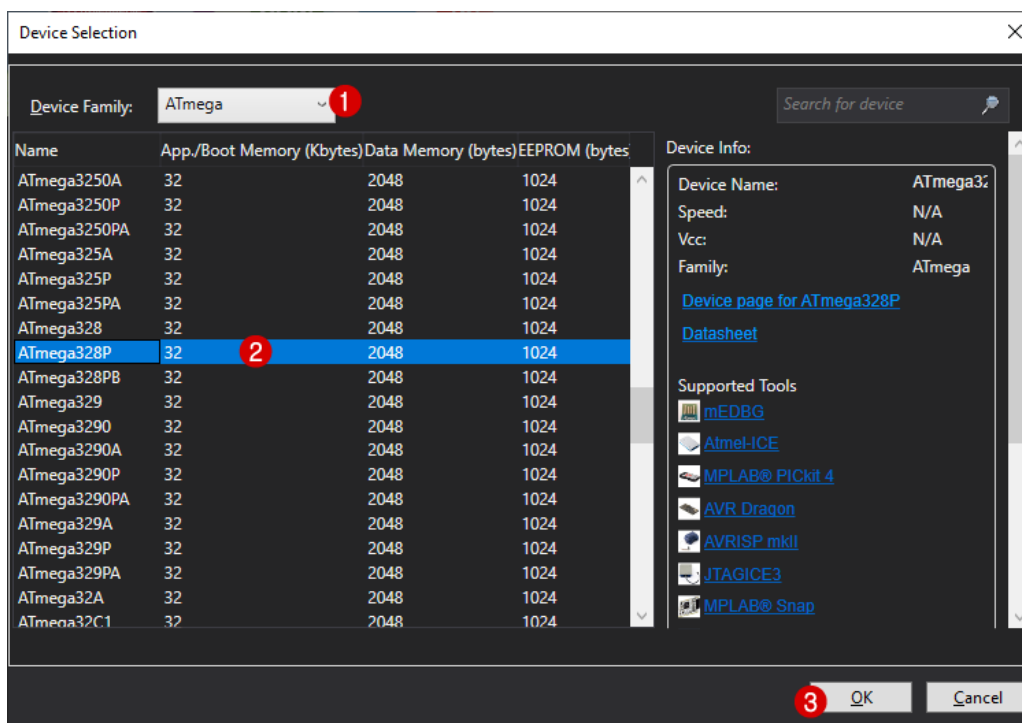 Device Selection
Device Family: ATmega 1 Search for device
Name App./Boot Memory (Kbytes) Data Memory (bytes) EEPROM (bytes
ATmega3250A 32 2048 1024
ATmega3250P 32 2048 1024
ATmega3250PA 32 2048 1024
ATmega325A 32 2048 1024
ATmega325P 32 2048 1024
ATmega325PA 32 2048 1024
ATmega328 32 2048 1024
ATmega328P 32 2 2048 1024
ATmega328PB 32 2048 1024
ATmega329 32 2048 1024
ATmega3290 32 2048 1024
ATmega3290A 32 2048 1024
ATmega3290P 32 2048 1024
ATmega3290PA 32 2048 1024
ATmega329A 32 2048 1024
ATmega329P 32 2048 1024
ATmega329PA 32 2048 1024
ATmega32A 32 2048 1024
ATmega32C1 32 2048 1024
Device Info:
Device Name: ATmega32
Speed: N/A
Vcc: N/A
Family: ATmega
Device page for ATmega328P
Datasheet
Supported Tools
mEDBG
Atmel-ICE
MPLAB® PICkit 4
AVR Dragon
AVRISP mkII
JTAGICE3
MPLAB® Snap
3 OK Cancel